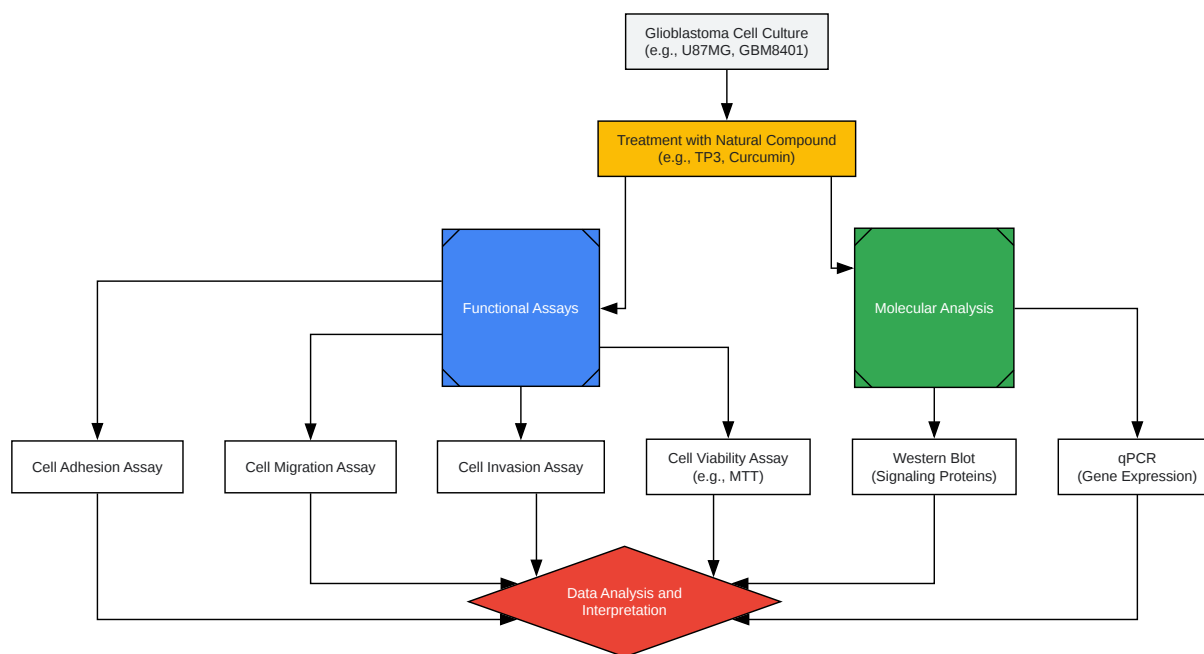 Glioblastoma Cell Culture
(e.g., U87MG, GBM8401)
Treatment with Natural Compound
(e.g., TP3, Curcumin)
Functional Assays
Molecular Analysis
Cell Adhesion Assay
Cell Migration Assay
Cell Invasion Assay
Cell Viability Assay
(e.g., MTT)
Western Blot
(Signaling Proteins)
qPCR
(Gene Expression)
Data Analysis and
Interpretation